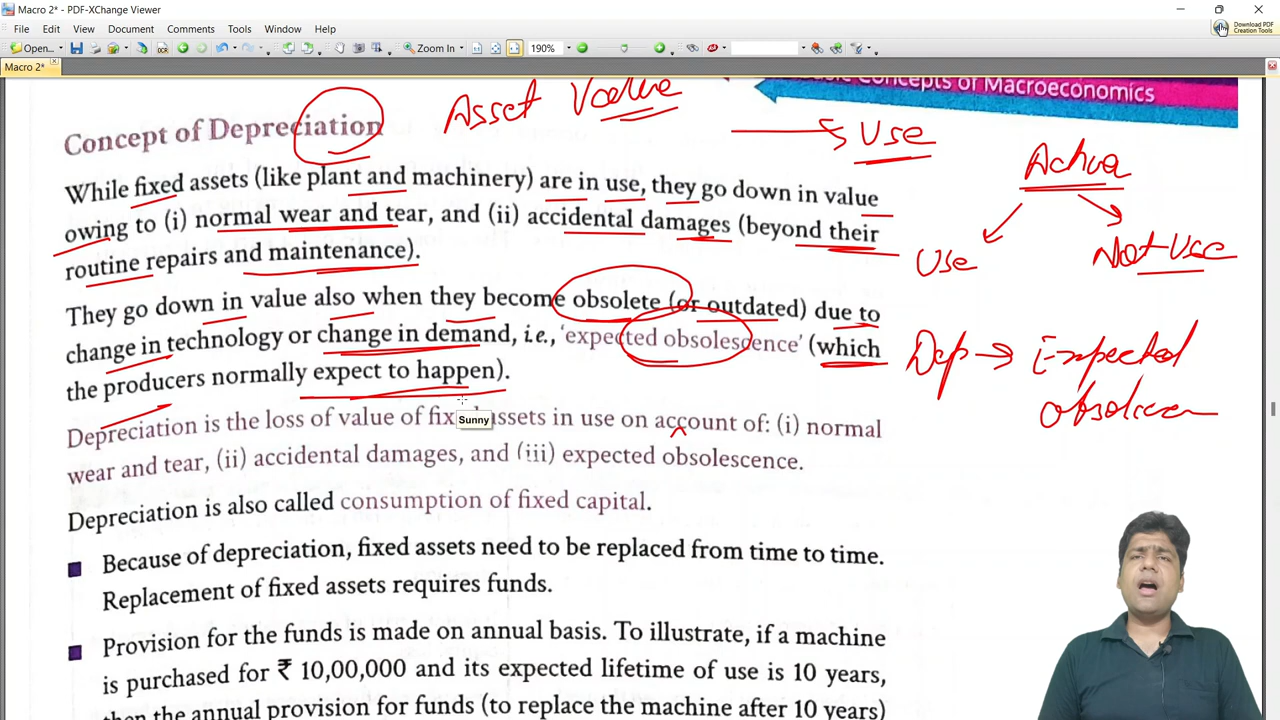 Macro 2* - PDF-XChange Viewer
File Edit View Document Comments Tools Window Help
Open... Zoom In 190% Download PDF Creation Tools
Macro 2*
Concepts of Macroeconomics
Asset Value
Use
Concept of Depreciation
Active
Use
Not-Use
While fixed assets (like plant and machinery) are in use, they go down in value
owing to (i) normal wear and tear, and (ii) accidental damages (beyond their
routine repairs and maintenance).
They go down in value also when they become obsolete (or outdated) due to
change in technology or change in demand, i.e., 'expected obsolescence' (which
the producers normally expect to happen).
Dep → Expected
Sunny
Depreciation is the loss of value of fixed assets in use on account of: (i) normal
wear and tear, (ii) accidental damages, and (iii) expected obsolescence.
Depreciation is also called consumption of fixed capital.
Because of depreciation, fixed assets need to be replaced from time to time.
Replacement of fixed assets requires funds.
Provision for the funds is made on annual basis. To illustrate, if a machine
is purchased for ₹ 10,00,000 and its expected lifetime of use is 10 years,
then the annual provision for funds (to replace the machine after 10 years)